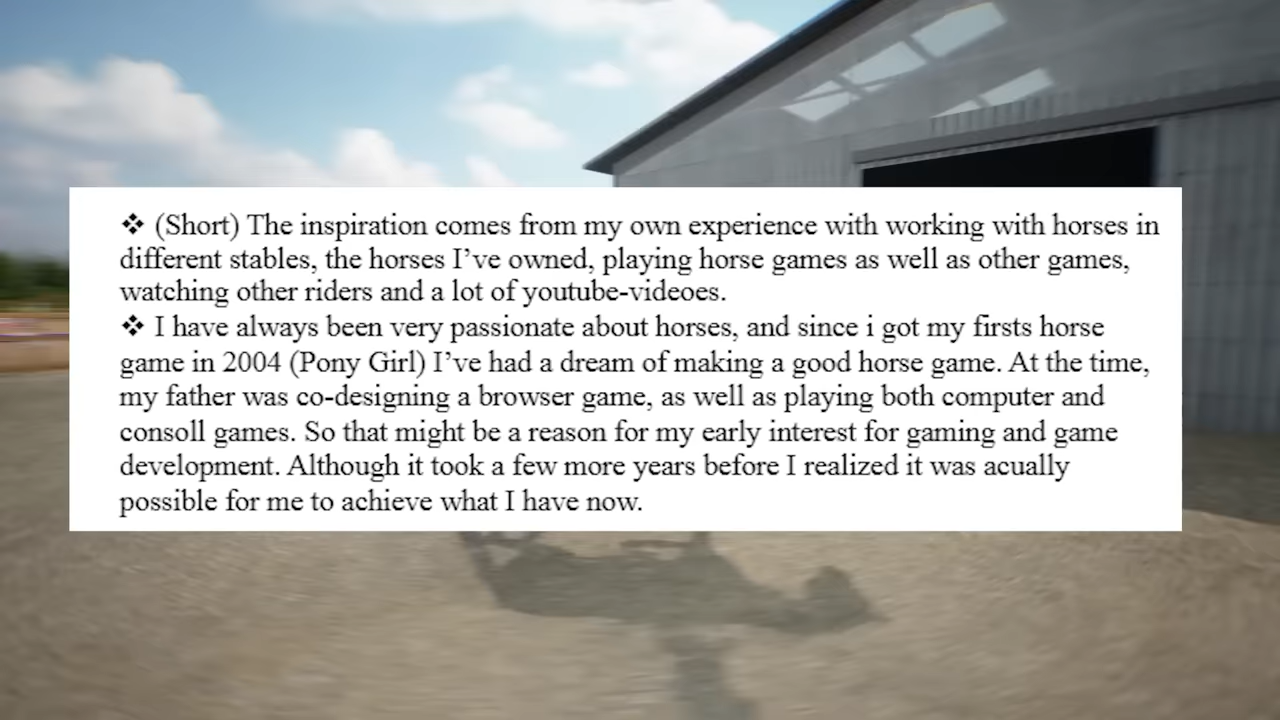 ❖ (Short) The inspiration comes from my own experience with working with horses in
different stables, the horses I’ve owned, playing horse games as well as other games,
watching other riders and a lot of youtube-videoes.
❖ I have always been very passionate about horses, and since i got my firsts horse
game in 2004 (Pony Girl) I’ve had a dream of making a good horse game. At the time,
my father was co-designing a browser game, as well as playing both computer and
consoll games. So that might be a reason for my early interest for gaming and game
development. Although it took a few more years before I realized it was acually
possible for me to achieve what I have now.